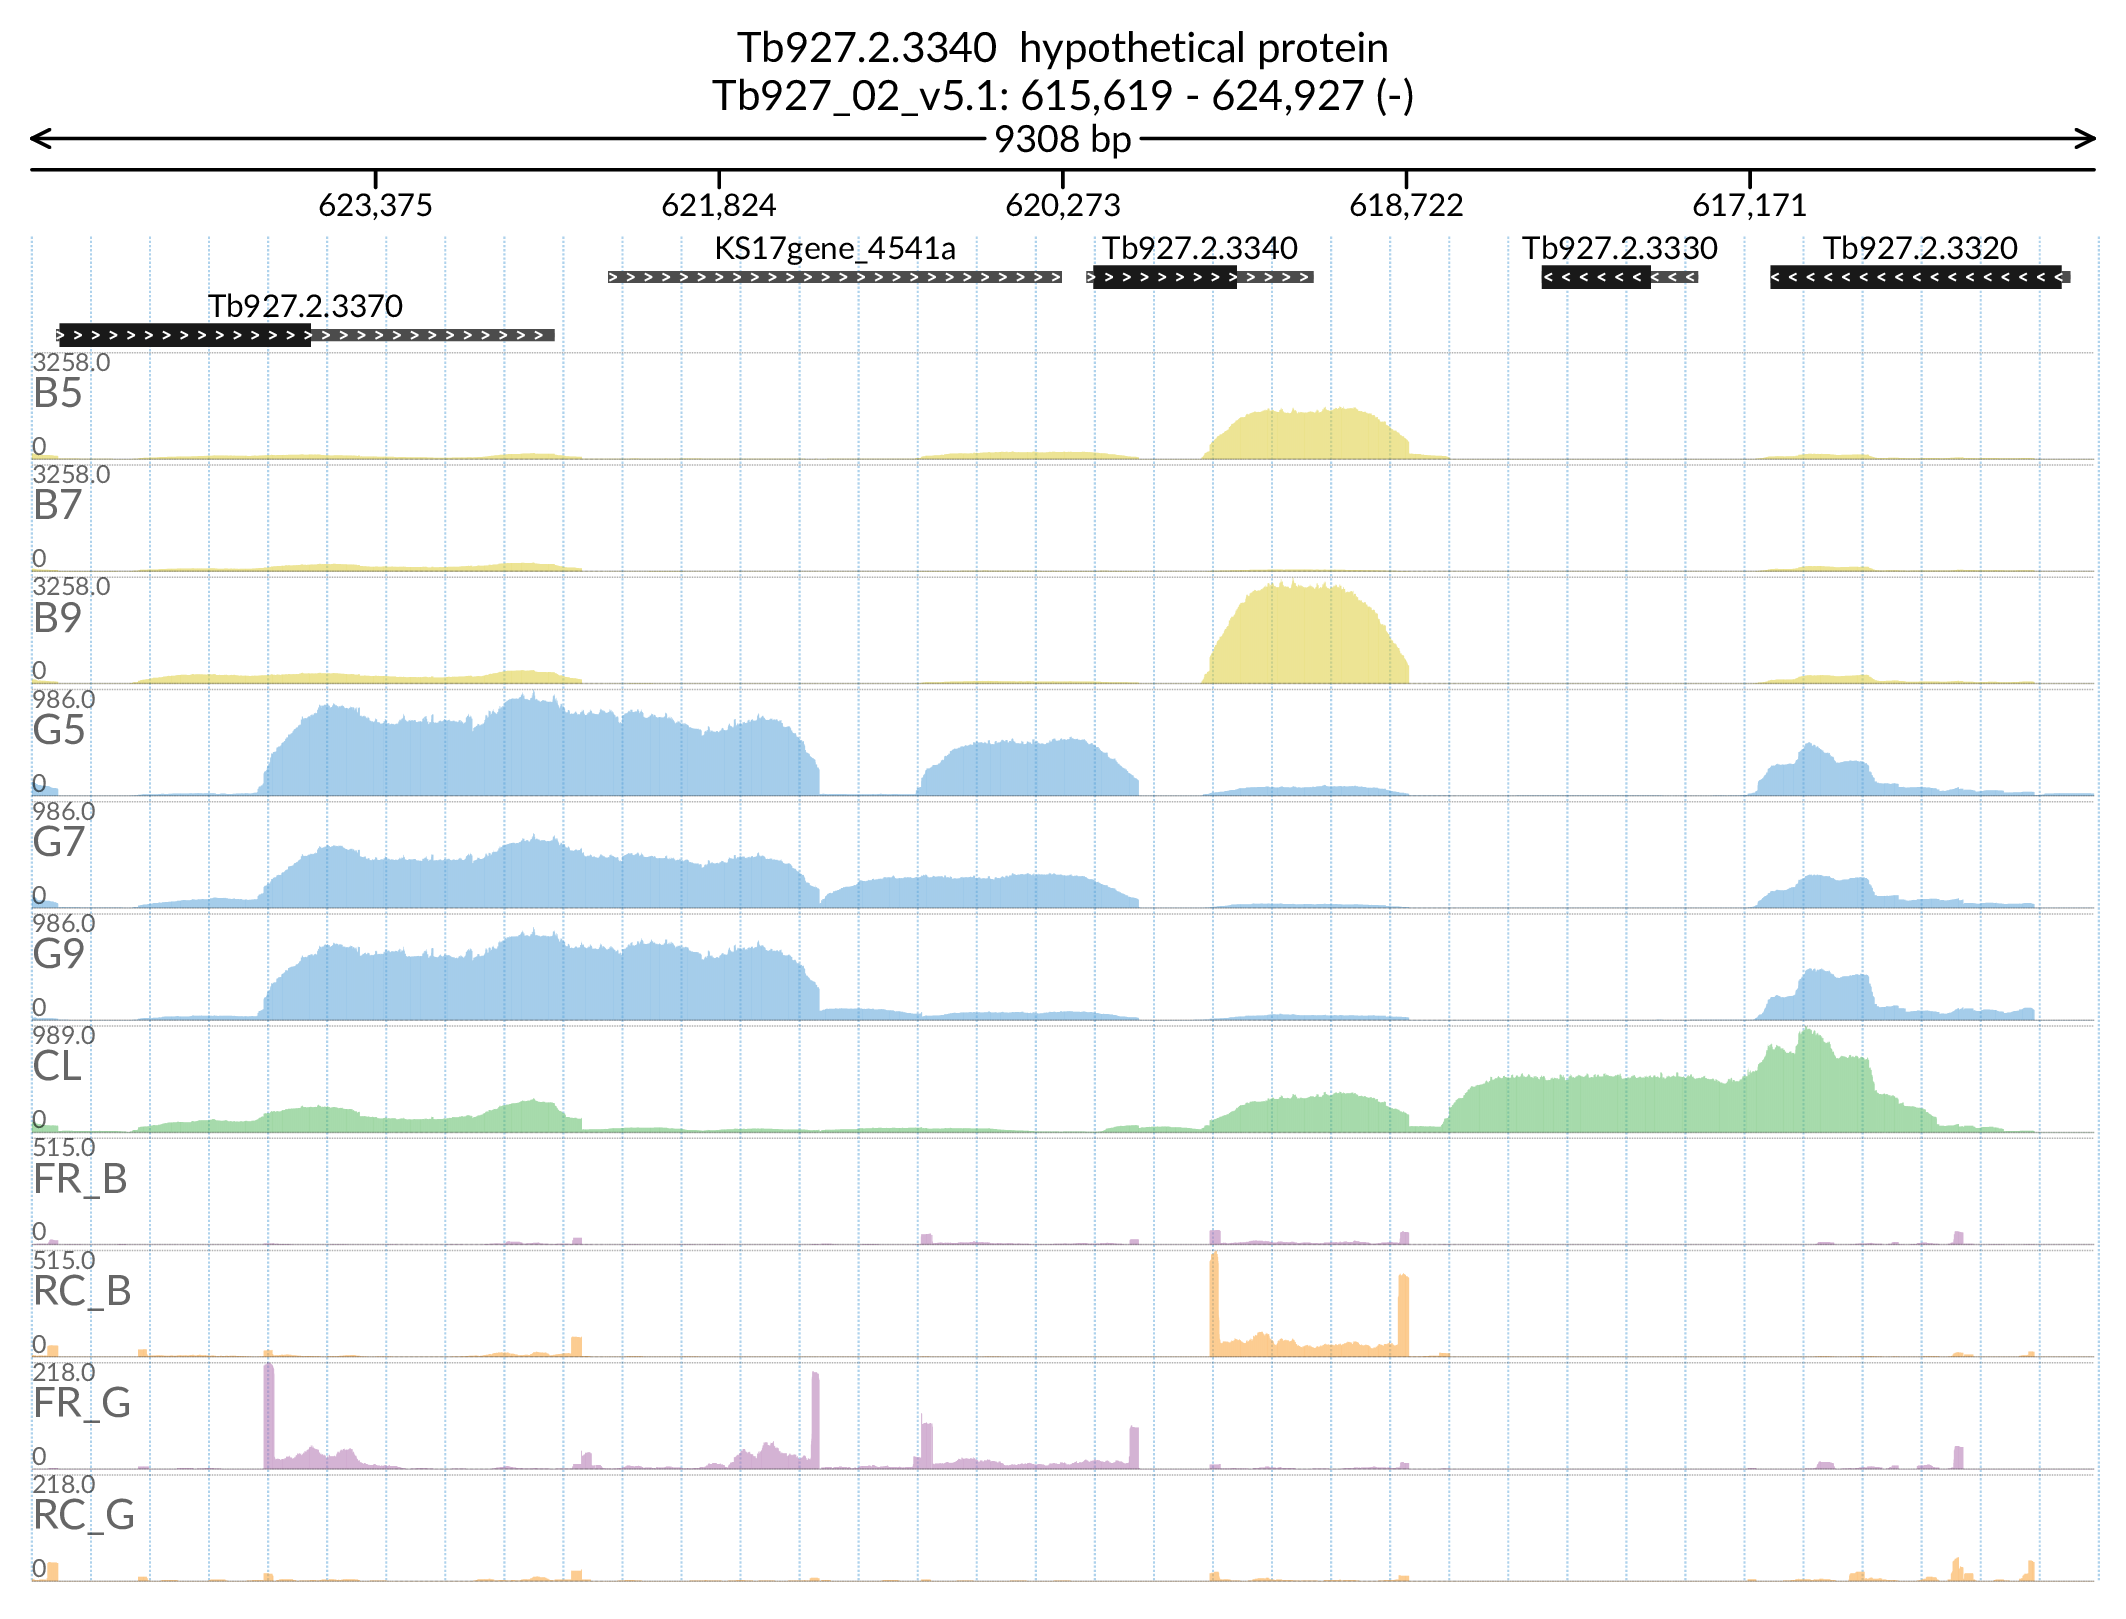 Tb927.2.3340  hypothetical protein
Tb927_02_v5.1: 615,619 - 624,927 (-)
9308 bp
623,375 621,824 620,273 618,722 617,171
KS17gene_4541a Tb927.2.3340 Tb927.2.3330 Tb927.2.3320
Tb927.2.3370
3258.0
B5
0
3258.0
B7
0
3258.0
B9
0
986.0
G5
0
986.0
G7
0
986.0
G9
0
989.0
CL
0
515.0
FR_B
0
515.0
RC_B
0
218.0
FR_G
0
218.0
RC_G
0